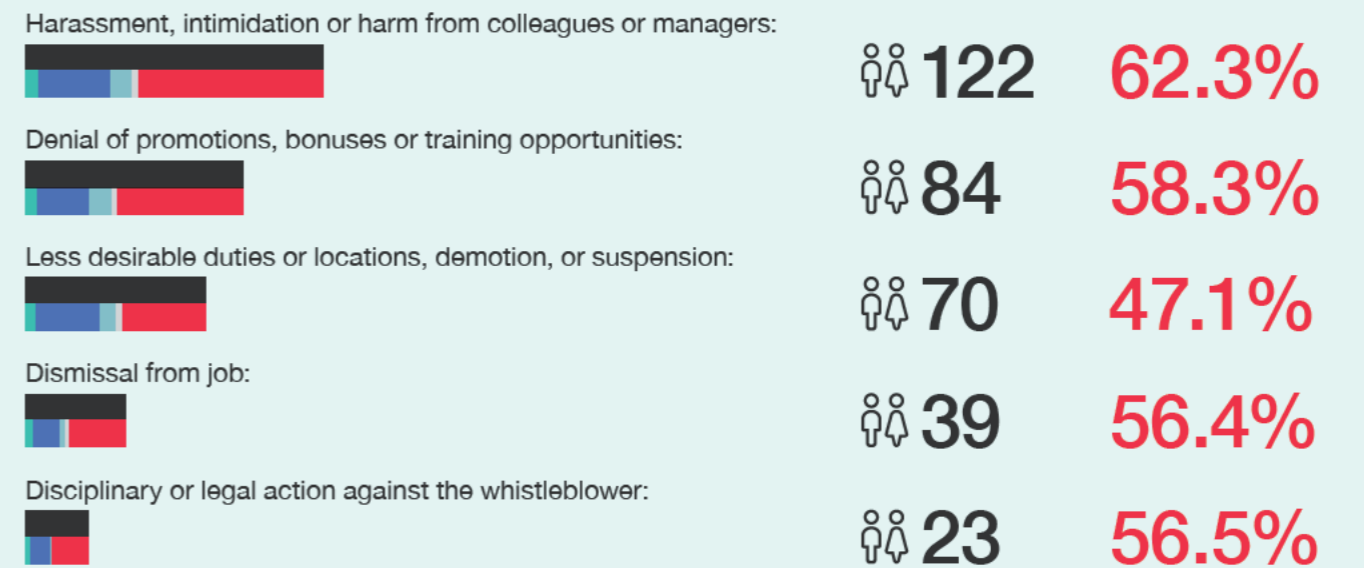 Harassment, intimidation or harm from colleagues or managers:
122 62.3%
Denial of promotions, bonuses or training opportunities:
84 58.3%
Less desirable duties or locations, demotion, or suspension:
70 47.1%
Dismissal from job:
39 56.4%
Disciplinary or legal action against the whistleblower:
23 56.5%